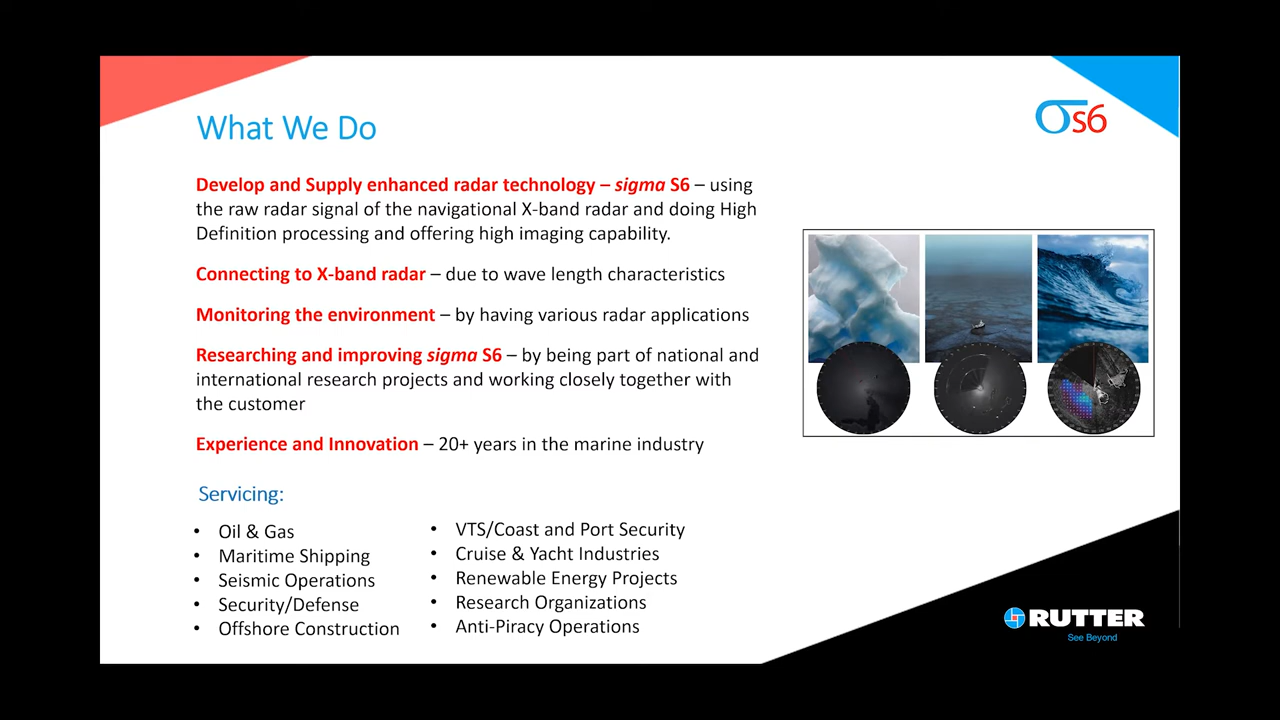 What We Do
σs6
Develop and Supply enhanced radar technology – sigma S6 – using
the raw radar signal of the navigational X-band radar and doing High
Definition processing and offering high imaging capability.
Connecting to X-band radar – due to wave length characteristics
Monitoring the environment – by having various radar applications
Researching and improving sigma S6 – by being part of national and
international research projects and working closely together with
the customer
Experience and Innovation – 20+ years in the marine industry
Servicing:
• Oil & Gas
• Maritime Shipping
• Seismic Operations
• Security/Defense
• Offshore Construction
• VTS/Coast and Port Security
• Cruise & Yacht Industries
• Renewable Energy Projects
• Research Organizations
• Anti-Piracy Operations
RUTTER
See Beyond